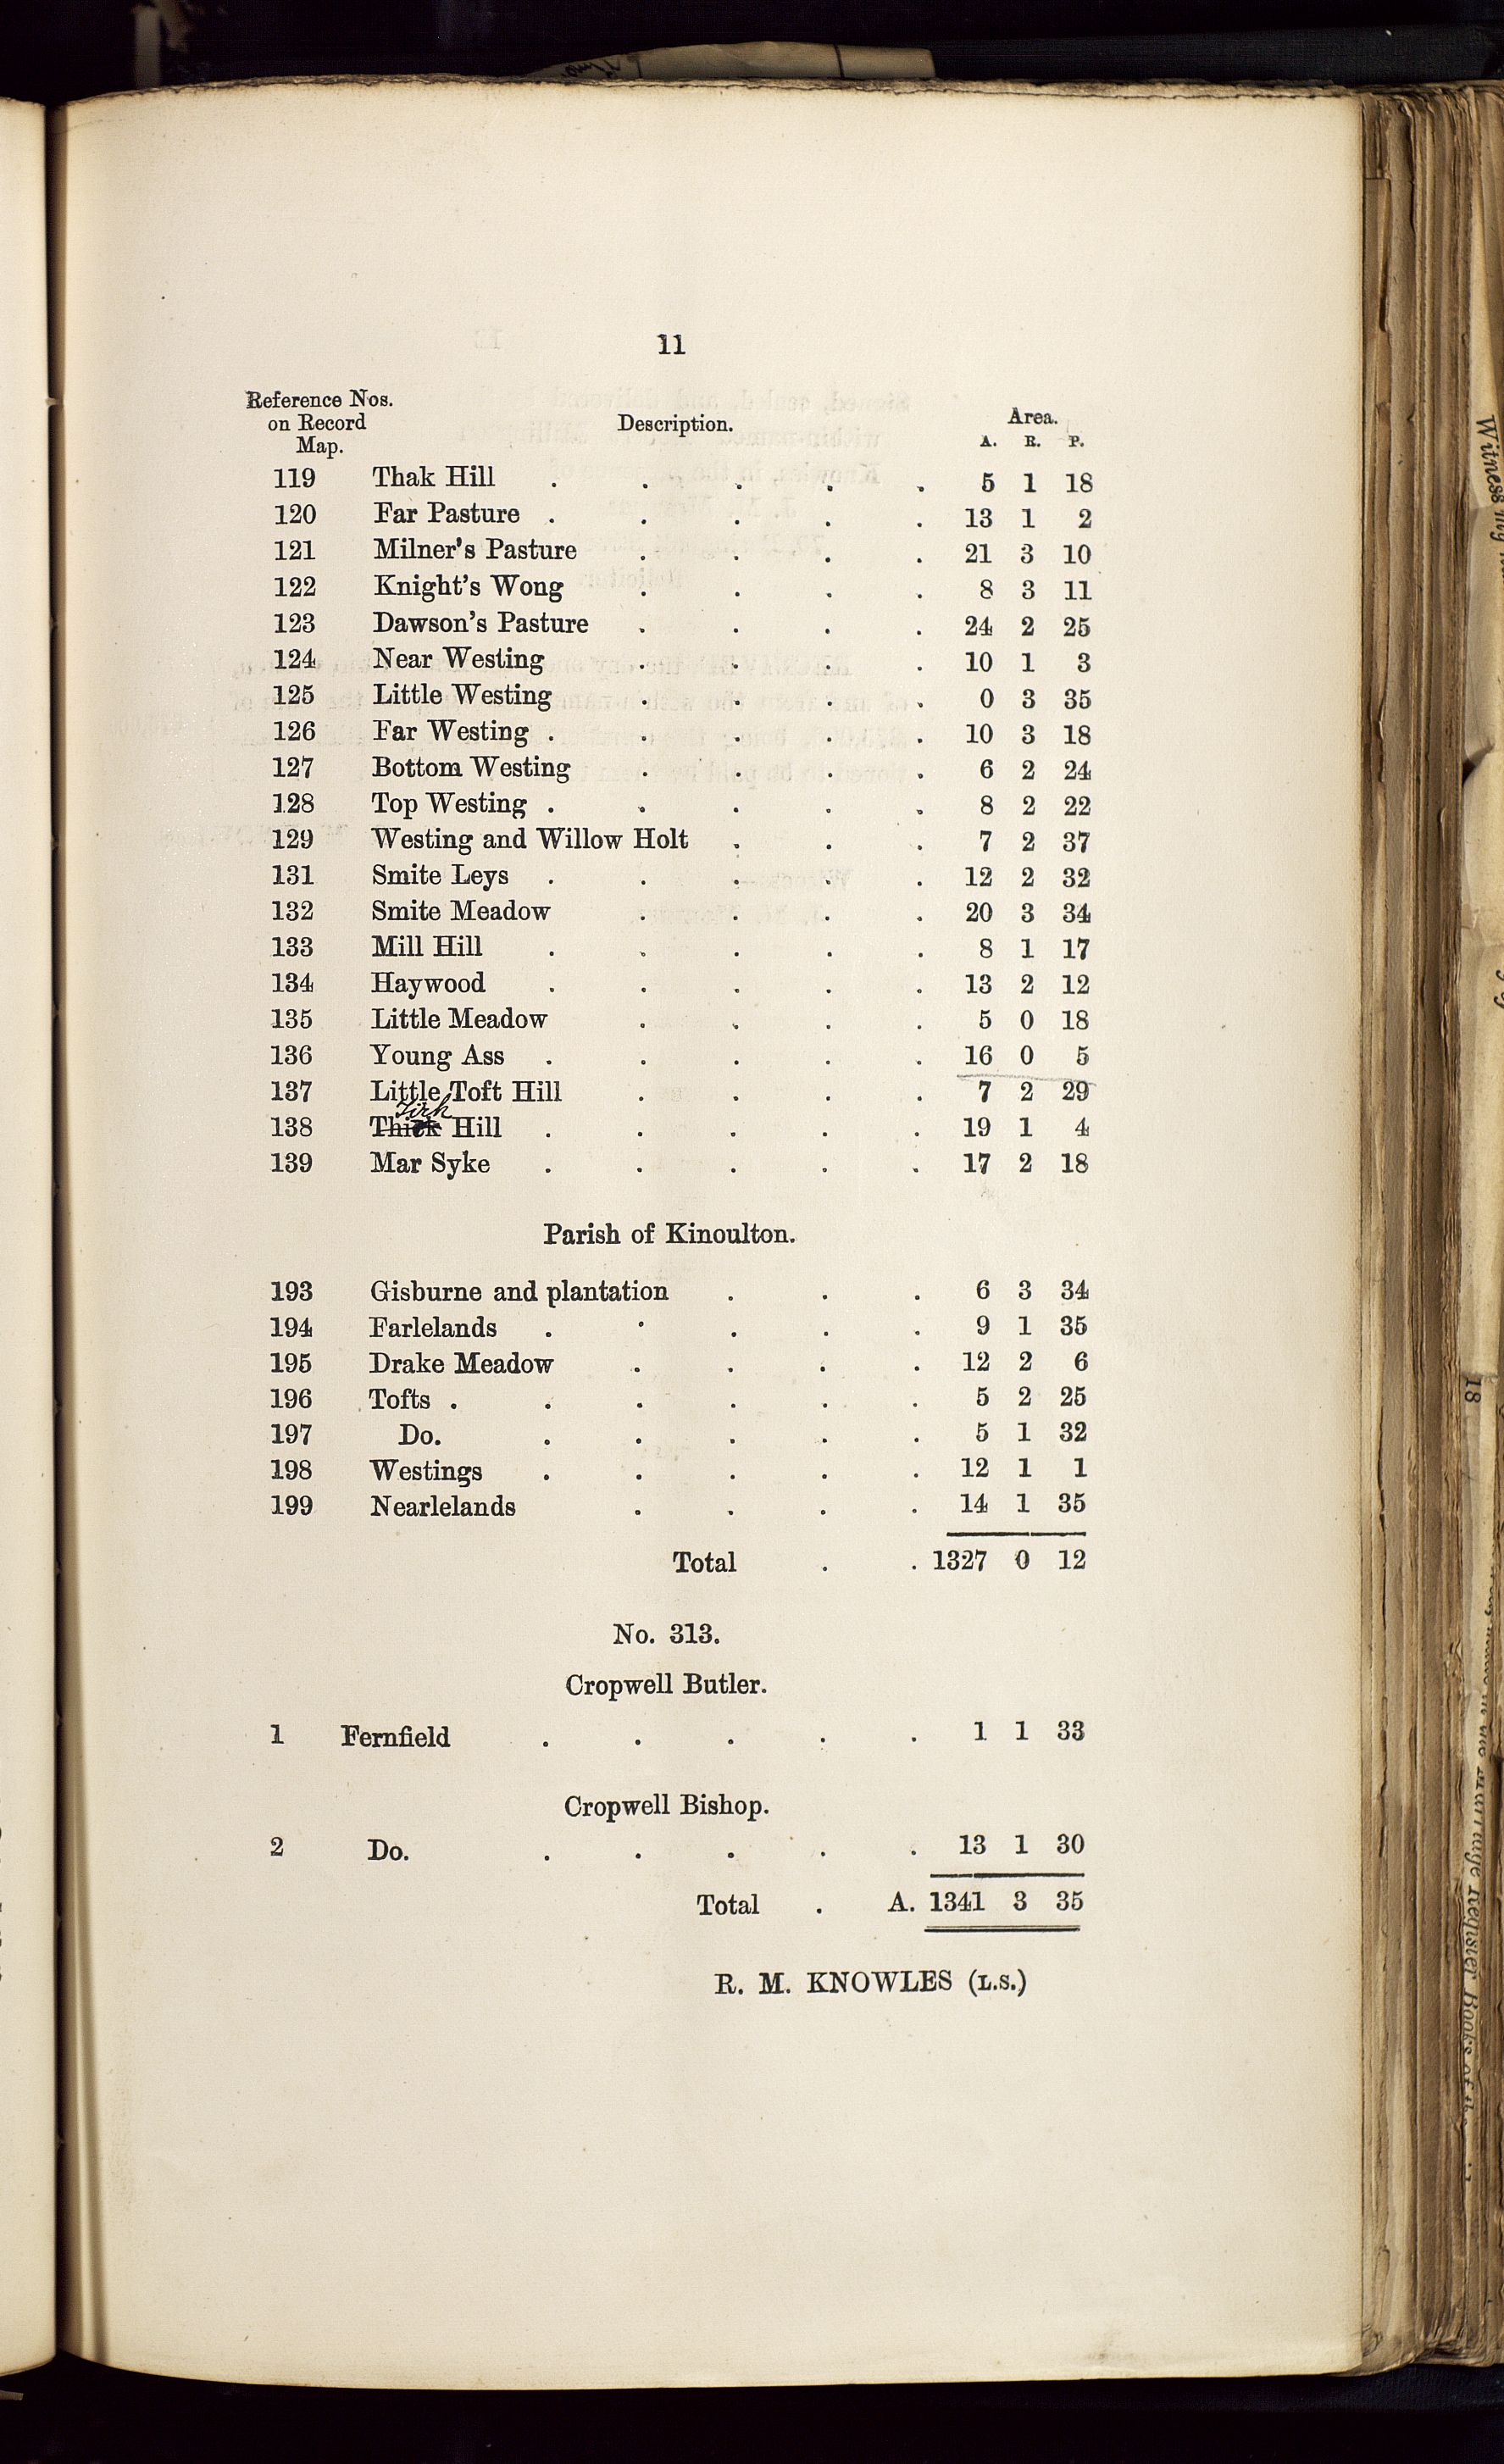 11
Reference Nos.
on Record
Map.
Description.
Area.
A. R. P.
119 Thak Hill . . . . . 5 1 18
120 Far Pasture . . . . . 13 1 2
121 Milner's Pasture . . . . 21 3 10
122 Knight's Wong . . . . 8 3 11
123 Dawson's Pasture . . . . 24 2 25
124 Near Westing . . . . 10 1 3
125 Little Westing . . . . 0 3 35
126 Far Westing . . . . . 10 3 18
127 Bottom Westing . . . . 6 2 24
128 Top Westing . . . . . 8 2 22
129 Westing and Willow Holt . . . 7 2 37
131 Smite Leys . . . . . 12 2 32
132 Smite Meadow . . . . 20 3 34
133 Mill Hill . . . . . 8 1 17
134 Haywood . . . . . 13 2 12
135 Little Meadow . . . . 5 0 18
136 Young Ass . . . . . 16 0 5
137 Little Toft Hill . . . . 7 2 29
138 Thick Hill . . . . . 19 1 4
139 Mar Syke . . . . . 17 2 18
Parish of Kinoulton.
193 Gisburne and plantation . . . 6 3 34
194 Farlelands . . . . . 9 1 35
195 Drake Meadow . . . . 12 2 6
196 Tofts . . . . . . 5 2 25
197 Do. . . . . . 5 1 32
198 Westings . . . . . 12 1 1
199 Nearlelands . . . . 14 1 35
Total . . 1327 0 12
No. 313.
Cropwell Butler.
1 Fernfield . . . . . 1 1 33
Cropwell Bishop.
2 Do. . . . . . 13 1 30
Total . A. 1341 3 35
R. M. KNOWLES (L.S.)
Witness my
18